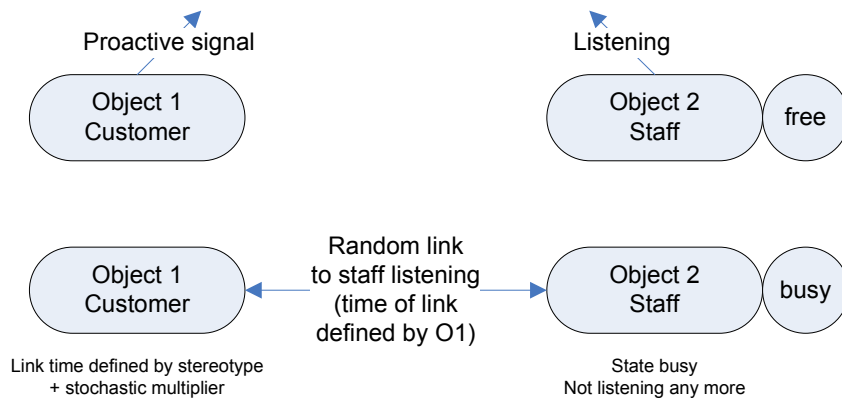 Proactive signal
Listening
Object 1
Customer
Object 2
Staff
free
Object 1
Customer
Random link
to staff listening
(time of link
defined by O1)
Object 2
Staff
busy
Link time defined by stereotype
+ stochastic multiplier
State busy
Not listening any more